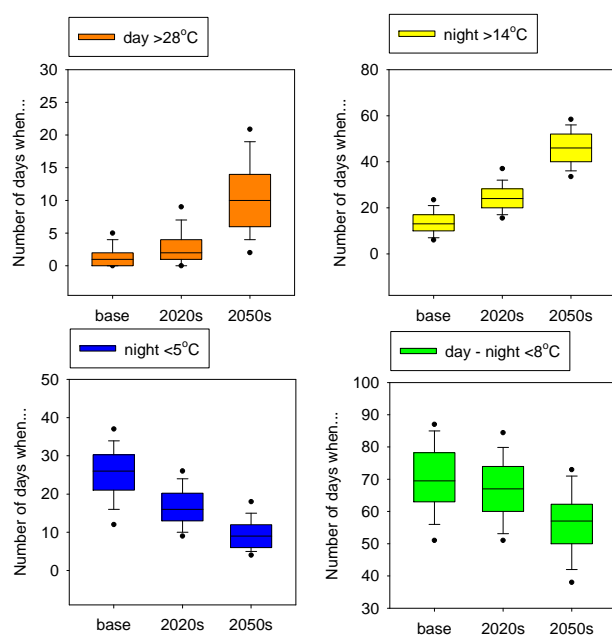 day >28°C
Number of days when...
30
25
20
15
10
5
0
base 2020s 2050s
night >14°C
Number of days when...
80
60
40
20
0
base 2020s 2050s
night <5°C
Number of days when...
50
40
30
20
10
0
base 2020s 2050s
day - night <8°C
Number of days when...
100
90
80
70
60
50
40
30
base 2020s 2050s